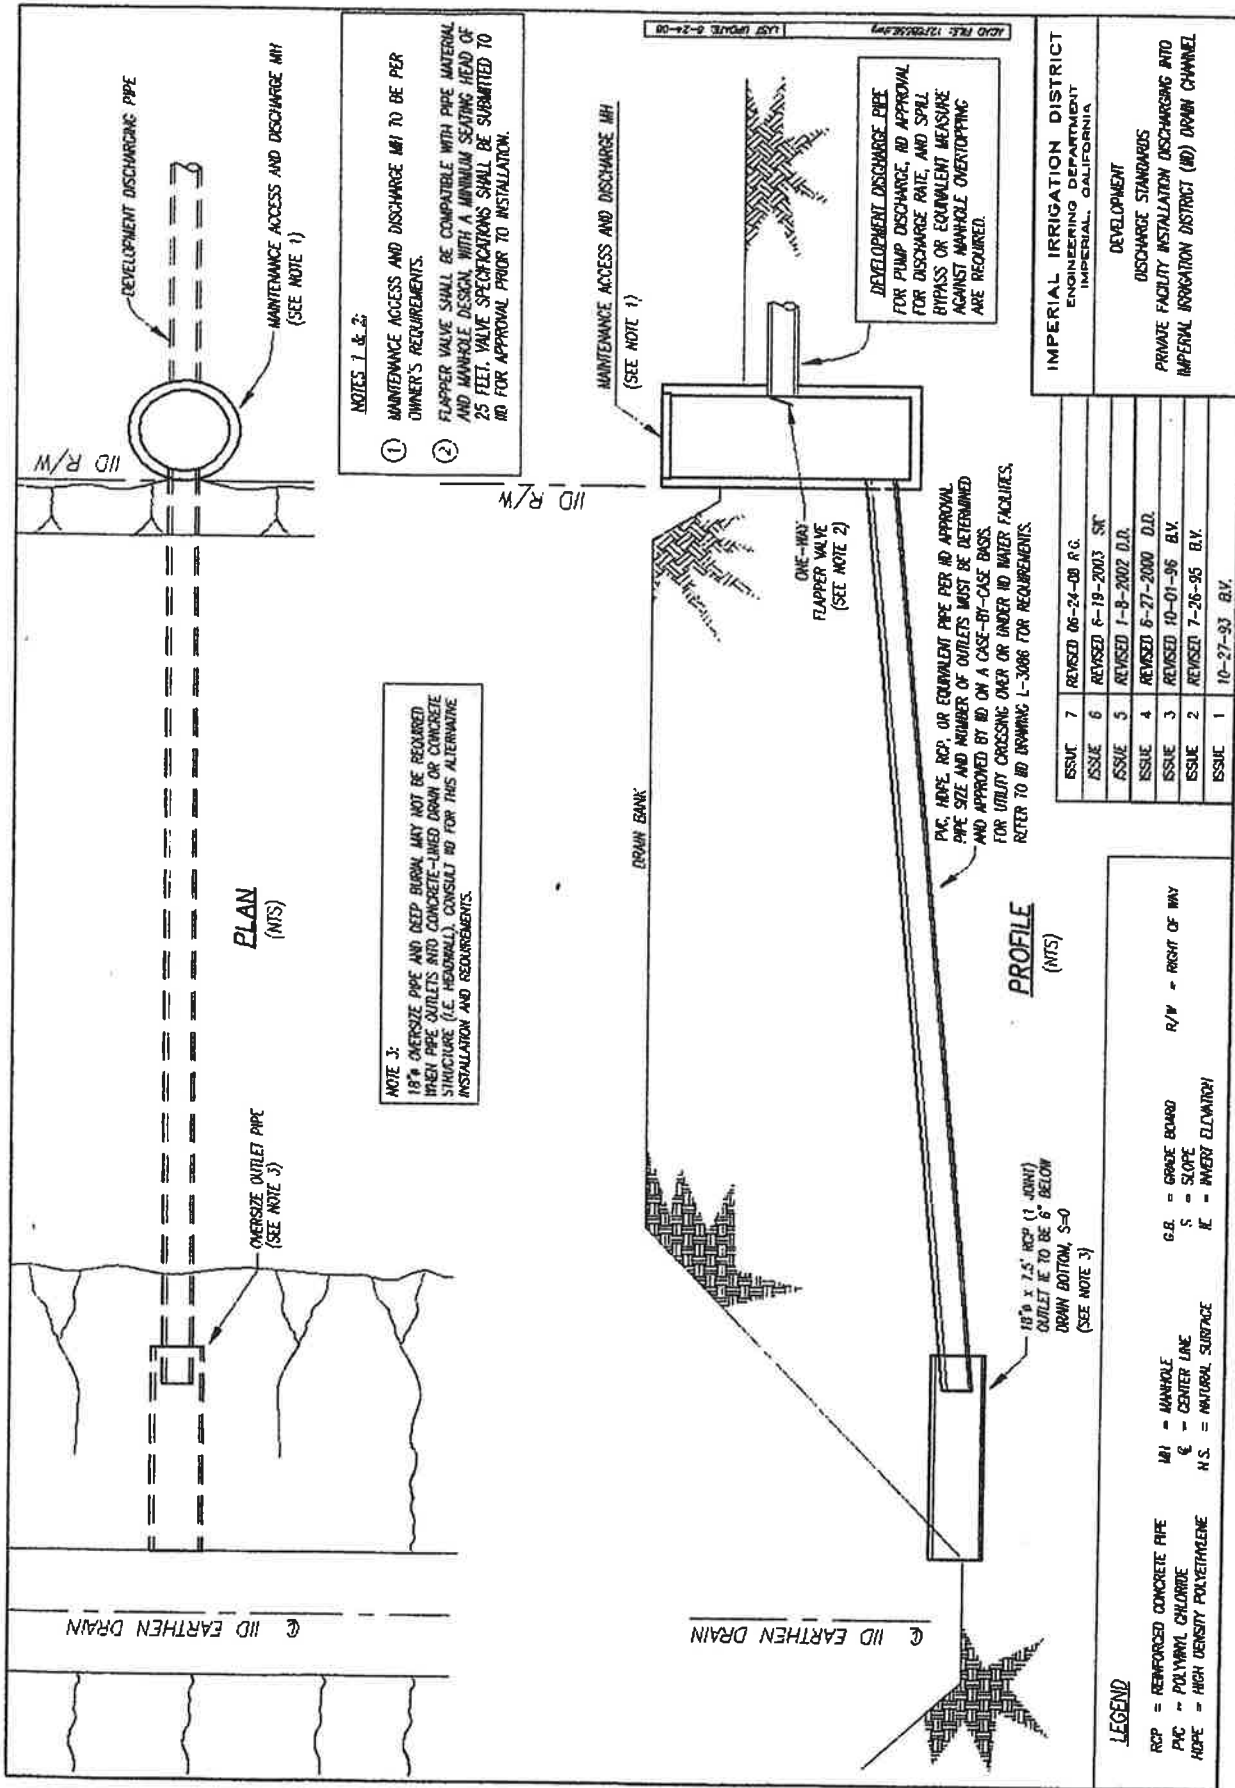 DEVELOPMENT DISCHARGING PIPE
MAINTENANCE ACCESS AND DISCHARGE MH
(SEE NOTE 1)
IID R/W
OVERSIZE OUTLET PIPE
(SEE NOTE 3)
℄ IID EARTHEN DRAIN
PLAN
(NTS)
NOTES 1 & 2:
1 MAINTENANCE ACCESS AND DISCHARGE MH TO BE PER
OWNER'S REQUIREMENTS.
2 FLAPPER VALVE SHALL BE COMPATIBLE WITH PIPE MATERIAL
AND MANHOLE DESIGN, WITH A MINIMUM SEATING HEAD OF
25 FEET. VALVE SPECIFICATIONS SHALL BE SUBMITTED TO
IID FOR APPROVAL PRIOR TO INSTALLATION.
NOTE 3:
18"ø OVERSIZE PIPE AND DEEP BURIAL MAY NOT BE REQUIRED
WHEN PIPE OUTLETS INTO CONCRETE-LINED DRAIN OR CONCRETE
STRUCTURE (I.E. HEADWALL). CONSULT IID FOR THIS ALTERNATIVE
INSTALLATION AND REQUIREMENTS.
IID R/W
DRAIN BANK
MAINTENANCE ACCESS AND DISCHARGE MH
(SEE NOTE 1)
ONE-WAY
FLAPPER VALVE
(SEE NOTE 2)
DEVELOPMENT DISCHARGE PIPE
FOR PUMP DISCHARGE, IID APPROVAL
FOR DISCHARGE RATE, AND SPILL
BYPASS OR EQUIVALENT MEASURE
AGAINST MANHOLE OVERTOPPING
ARE REQUIRED.
PVC, HDPE, RCP, OR EQUIVALENT PIPE PER IID APPROVAL.
PIPE SIZE AND NUMBER OF OUTLETS MUST BE DETERMINED
AND APPROVED BY IID ON A CASE-BY-CASE BASIS.
FOR UTILITY CROSSING OVER OR UNDER IID WATER FACILITIES,
REFER TO IID DRAWING L-3086 FOR REQUIREMENTS.
18"ø x 7.5' RCP (1 JOINT)
OUTLET IE TO BE 6" BELOW
DRAIN BOTTOM, S=0
(SEE NOTE 3)
℄ IID EARTHEN DRAIN
PROFILE
(NTS)
LAST UPDATE: 6-24-08
LEGEND
RCP = REINFORCED CONCRETE PIPE
PVC = POLYVINYL CHLORIDE
HDPE = HIGH DENSITY POLYETHYLENE
MH = MANHOLE
℄ = CENTER LINE
N.S. = NATURAL SURFACE
G.B. = GRADE BOARD
S = SLOPE
IE = INVERT ELEVATION
R/W = RIGHT OF WAY
ISSUE 7 REVISED 06-24-08 R.G.
ISSUE 6 REVISED 6-19-2003
ISSUE 5 REVISED 1-8-2002 D.D.
ISSUE 4 REVISED 6-27-2000 D.D.
ISSUE 3 REVISED 10-01-96 B.V.
ISSUE 2 REVISED 7-26-95 B.V.
ISSUE 1 10-27-93 B.V.
IMPERIAL IRRIGATION DISTRICT
ENGINEERING DEPARTMENT
IMPERIAL, CALIFORNIA
DEVELOPMENT
DISCHARGE STANDARDS
PRIVATE FACILITY INSTALLATION DISCHARGING INTO
IMPERIAL IRRIGATION DISTRICT (IID) DRAIN CHANNEL